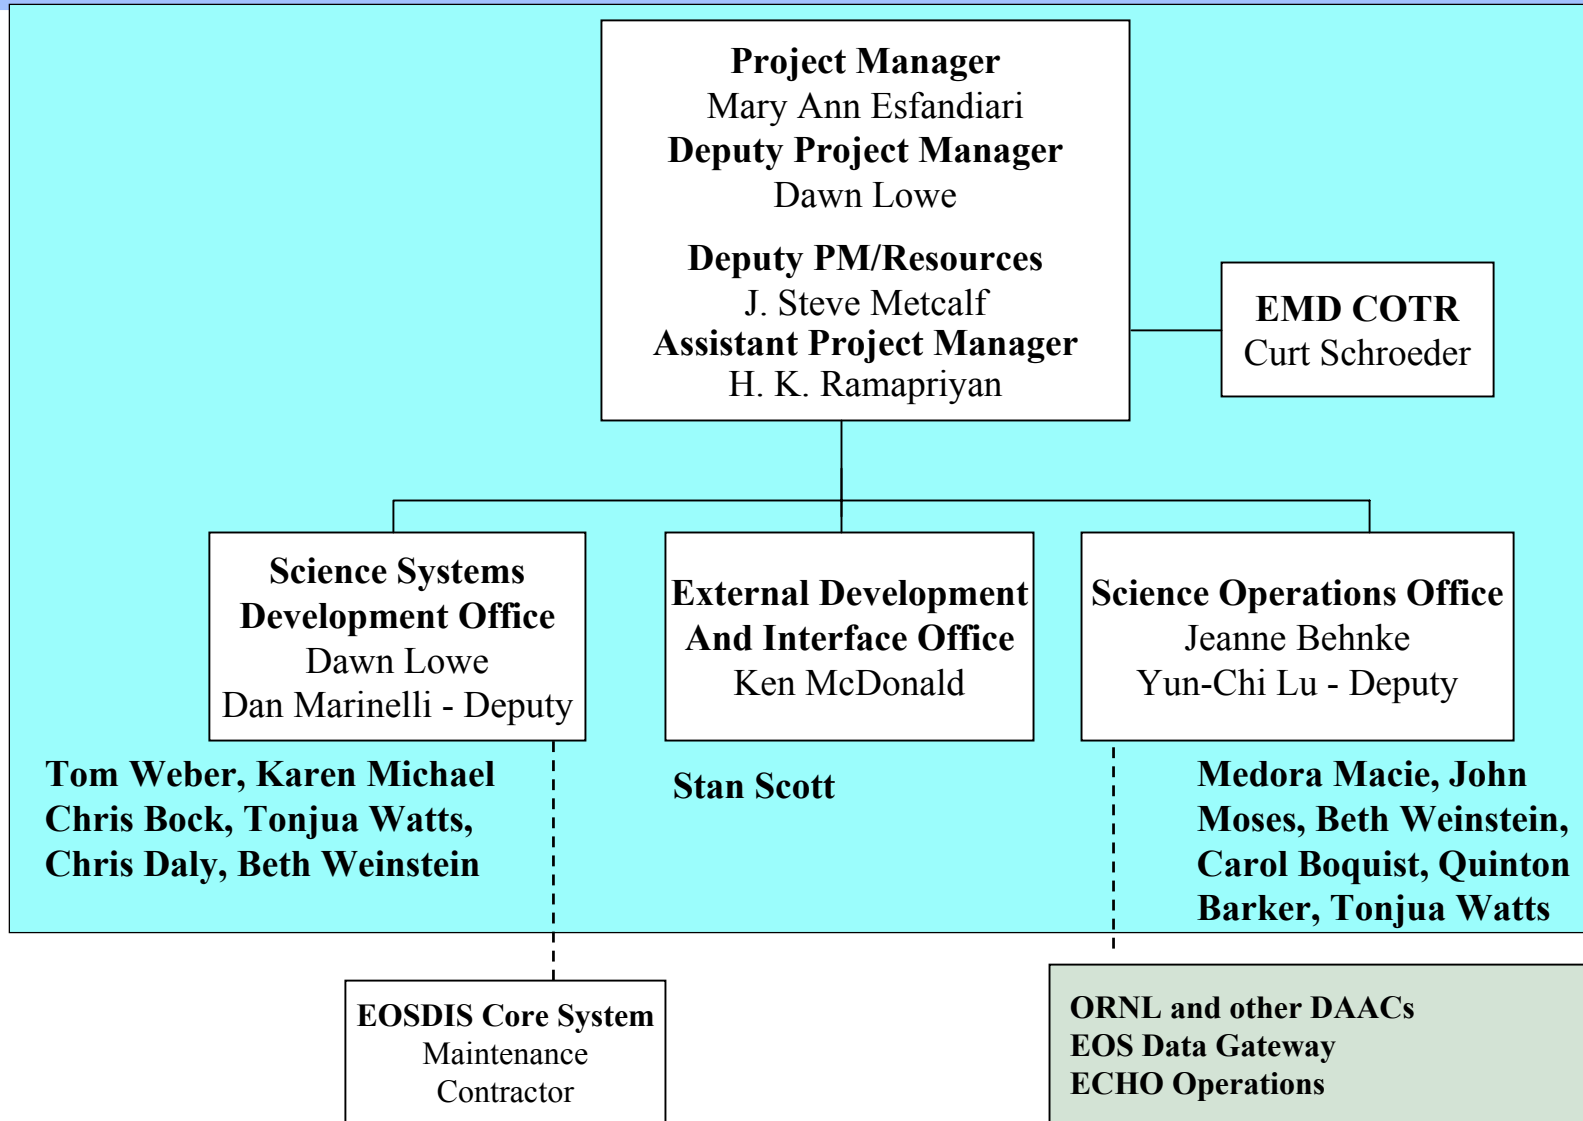 Project Manager
Mary Ann Esfandiari
Deputy Project Manager
Dawn Lowe
Deputy PM/Resources
J. Steve Metcalf
Assistant Project Manager
H. K. Ramapriyan
EMD COTR
Curt Schroeder
Science Systems
Development Office
Dawn Lowe
Dan Marinelli - Deputy
External Development
And Interface Office
Ken McDonald
Science Operations Office
Jeanne Behnke
Yun-Chi Lu - Deputy
Tom Weber, Karen Michael
Chris Bock, Tonjua Watts,
Chris Daly, Beth Weinstein
Stan Scott
Medora Macie, John
Moses, Beth Weinstein,
Carol Boquist, Quinton
Barker, Tonjua Watts
EOSDIS Core System
Maintenance
Contractor
ORNL and other DAACs
EOS Data Gateway
ECHO Operations